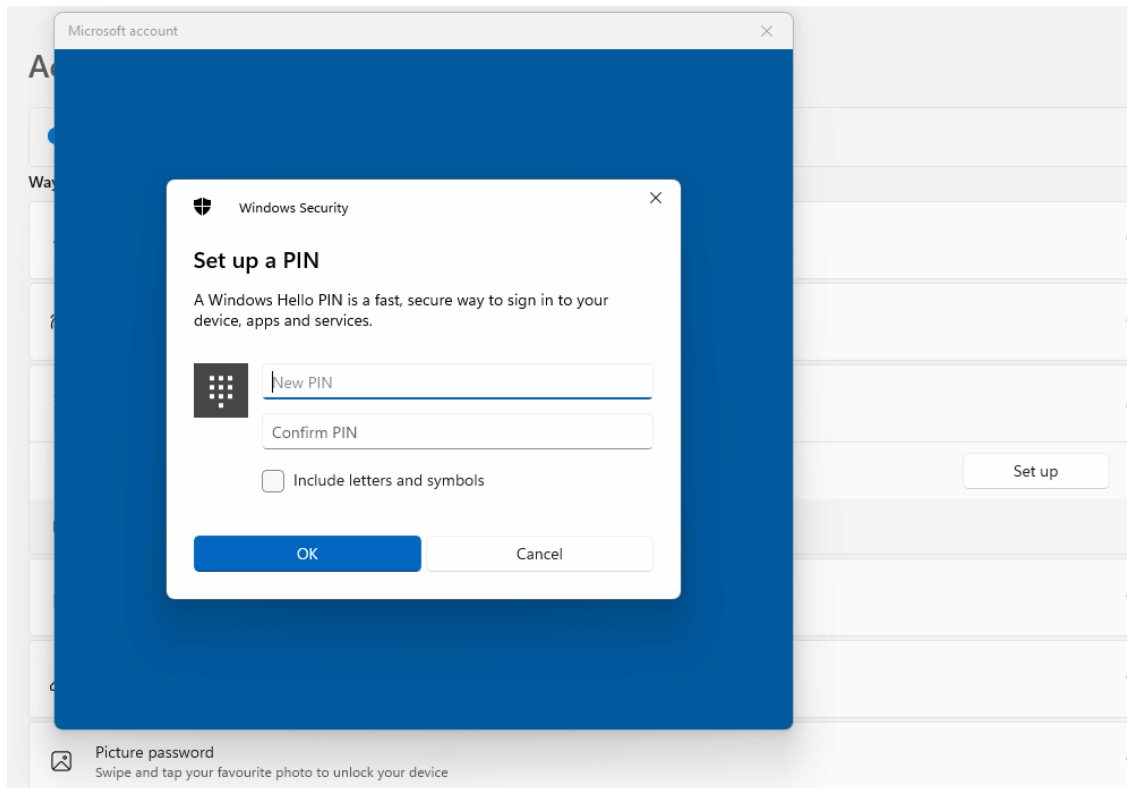 Microsoft account
Windows Security
Set up a PIN
A Windows Hello PIN is a fast, secure way to sign in to your
device, apps and services.
New PIN
Confirm PIN
Include letters and symbols
OK
Cancel
Set up
Picture password
Swipe and tap your favourite photo to unlock your device